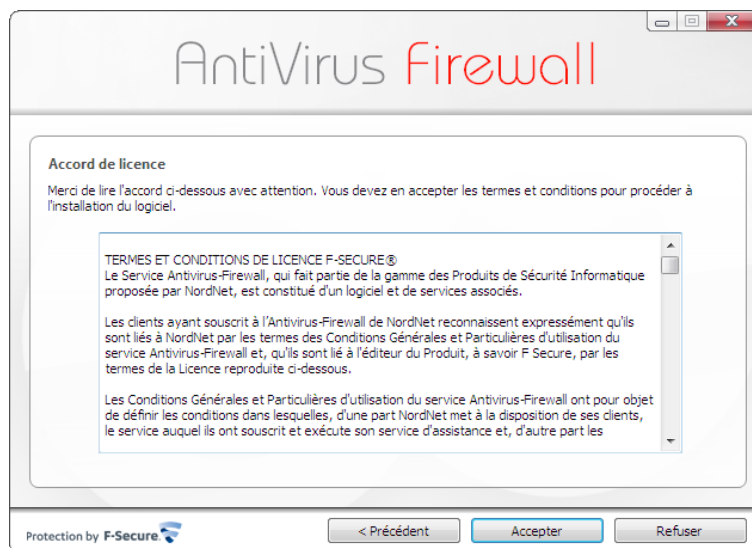 AntiVirus Firewall
Accord de licence
Merci de lire l'accord ci-dessous avec attention. Vous devez en accepter les termes et conditions pour procéder à
l'installation du logiciel.
TERMES ET CONDITIONS DE LICENCE F-SECURE®
Le Service Antivirus-Firewall, qui fait partie de la gamme des Produits de Sécurité Informatique
proposée par NordNet, est constitué d'un logiciel et de services associés.
Les clients ayant souscrit à l'Antivirus-Firewall de NordNet reconnaissent expressément qu'ils
sont liés à NordNet par les termes des Conditions Générales et Particulières d'utilisation du
service Antivirus-Firewall et, qu'ils sont lié à l'éditeur du Produit, à savoir F Secure, par les
termes de la Licence reproduite ci-dessous.
Les Conditions Générales et Particulières d'utilisation du service Antivirus-Firewall ont pour objet
de définir les conditions dans lesquelles, d'une part NordNet met à la disposition de ses clients,
le service auquel ils ont souscrit et exécute son service d'assistance et, d'autre part les
Protection by F-Secure.
< Précédent
Accepter
Refuser